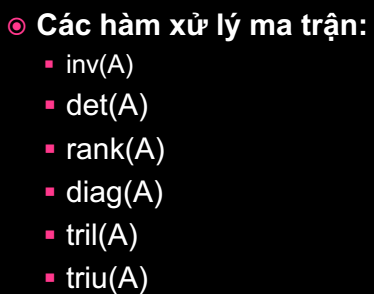 Các hàm xử lý ma trận:
inv(A)
det(A)
rank(A)
diag(A)
tril(A)
triu(A)